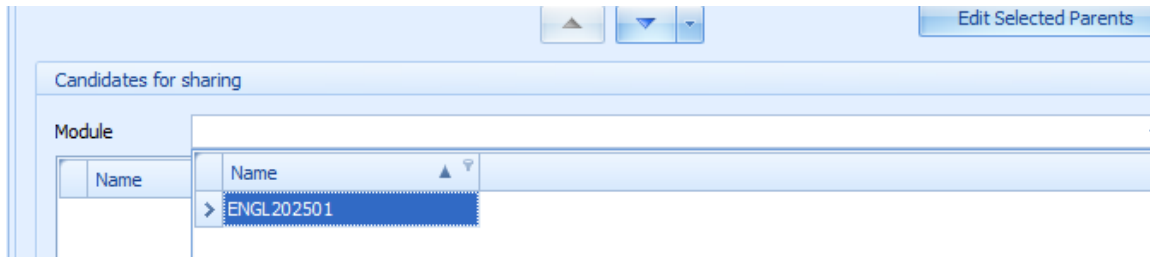 Edit Selected Parents
Candidates for sharing
Module
Name
Name
ENGL202501